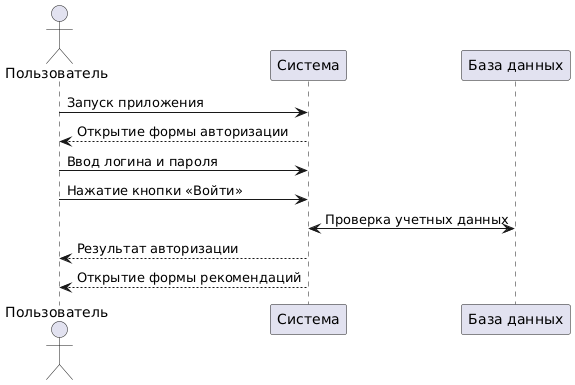 Пользователь
Система
База данных
Запуск приложения
Открытие формы авторизации
Ввод логина и пароля
Нажатие кнопки «Войти»
Проверка учетных данных
Результат авторизации
Открытие формы рекомендаций
Пользователь
Система
База данных